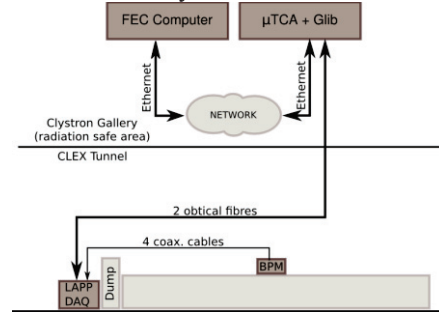 FEC Computer
µTCA + Glib
Ethernet
Ethernet
NETWORK
Clystron Gallery
(radiation safe area)
CLEX Tunnel
2 obtical fibres
4 coax. cables
BPM
Dump
LAPP
DAQ